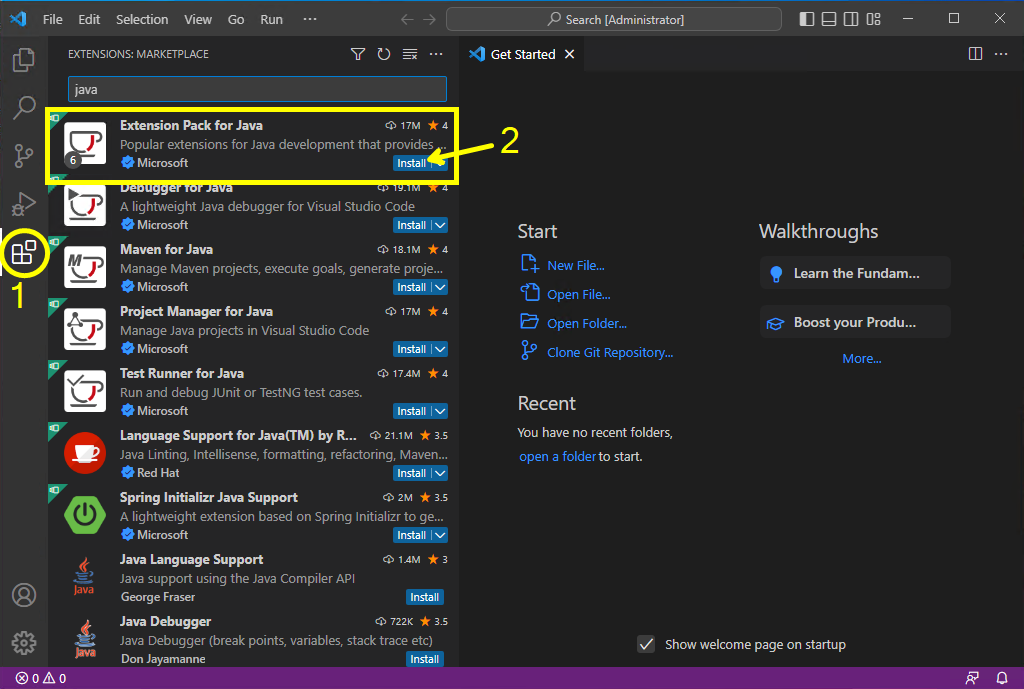 File Edit Selection View Go Run ···
Search [Administrator]
EXTENSIONS: MARKETPLACE
Get Started
java
Extension Pack for Java 17M 4
Popular extensions for Java development that provides ...
6
Microsoft Install
2
Debugger for Java 19.1M 4
A lightweight Java debugger for Visual Studio Code
Microsoft Install
Maven for Java 18.1M 4
Manage Maven projects, execute goals, generate proje...
Microsoft Install
1
Project Manager for Java 17M 4
Manage Java projects in Visual Studio Code
Microsoft Install
Test Runner for Java 17.4M 4
Run and debug JUnit or TestNG test cases.
Microsoft Install
Language Support for Java(TM) by R... 21.1M 3.5
Java Linting, Intellisense, formatting, refactoring, Maven...
Red Hat Install
Spring Initializr Java Support 2M 3.5
A lightweight extension based on Spring Initializr to ge...
Microsoft Install
Java Language Support 1.4M 3
Java support using the Java Compiler API
Java
George Fraser Install
Java Debugger 722K 3.5
Java Debugger (break points, variables, stack trace etc)
Java
Don Jayamanne Install
Start
New File...
Open File...
Open Folder...
Clone Git Repository...
Recent
You have no recent folders,
open a folder to start.
Walkthroughs
Learn the Fundam...
Boost your Produ...
More...
Show welcome page on startup
0 0